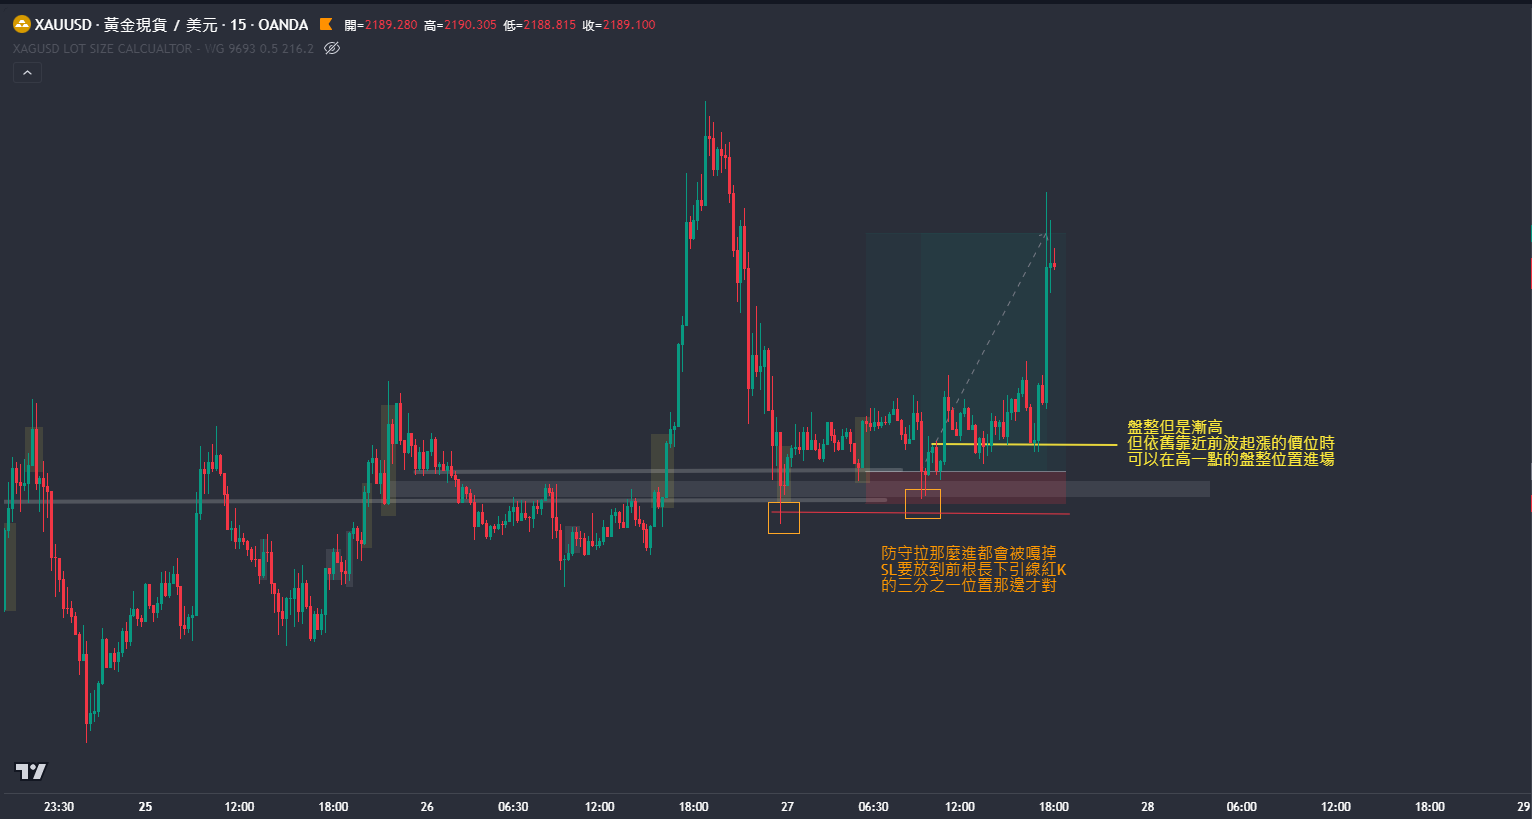 XAUUSD · 黃金現貨 / 美元 · 15 · OANDA 開=2189.280 高=2190.305 低=2188.815 收=2189.100
XAGUSD LOT SIZE CALCUALTOR - WG 9693 0.5 216.2
盤整但是漸高
但依舊靠近前波起漲的價位時
可以在高一點的盤整位置進場
防守拉那麼進都會被嘎掉
SL要放到前根長下引線紅K
的三分之一位置那邊才對
23:30 25 12:00 18:00 26 06:30 12:00 18:00 27 06:30 12:00 18:00 28 06:00 12:00 18:00 29